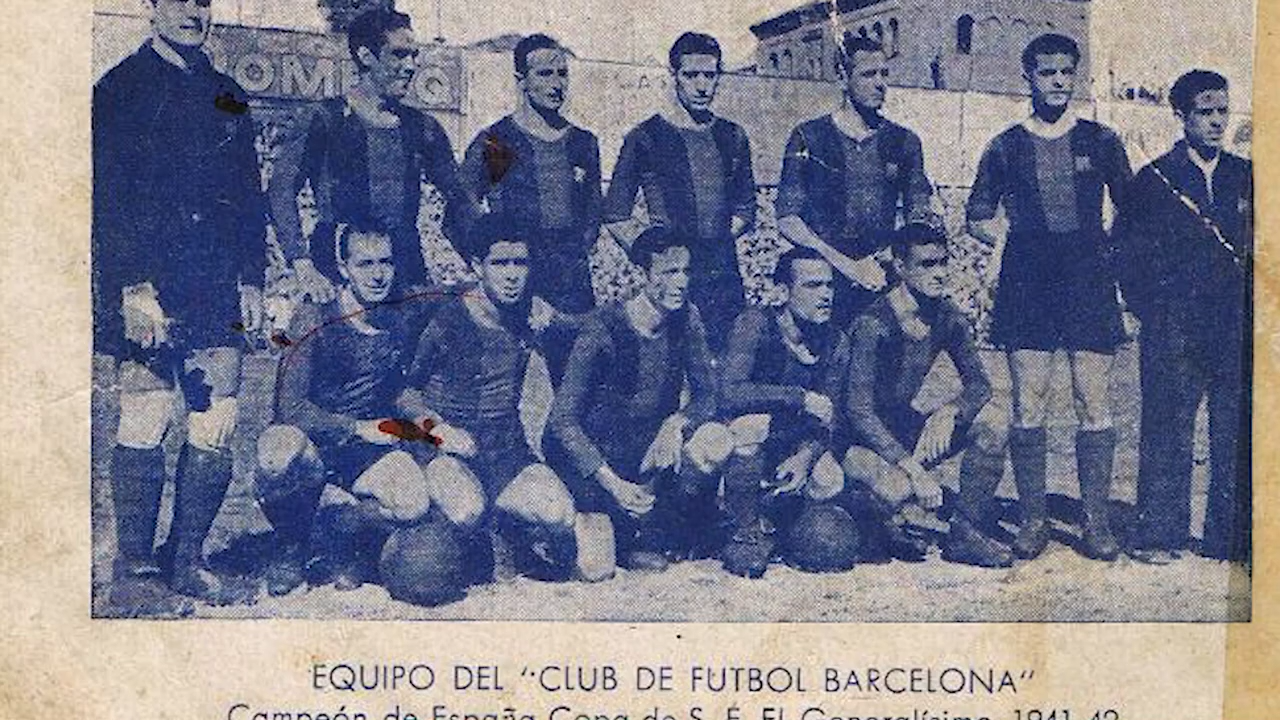 EQUIPO DEL "CLUB DE FUTBOL BARCELONA"
Campeón de España Copa de S. E. El Generalísimo 1941-42